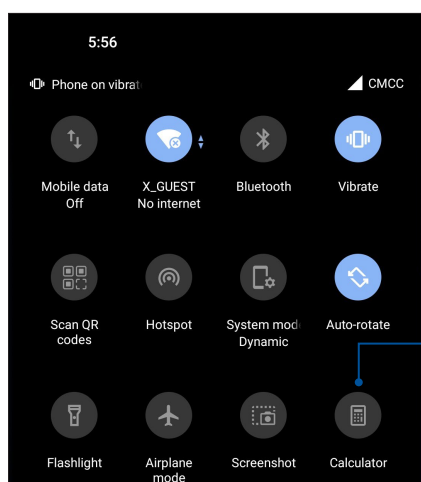 5:56
Phone on vibrat
CMCC
Mobile data
Off
X_GUEST
No internet
Bluetooth
Vibrate
Scan QR
codes
Hotspot
System mod
Dynamic
Auto-rotate
Flashlight
Airplane
mode
Screenshot
Calculator